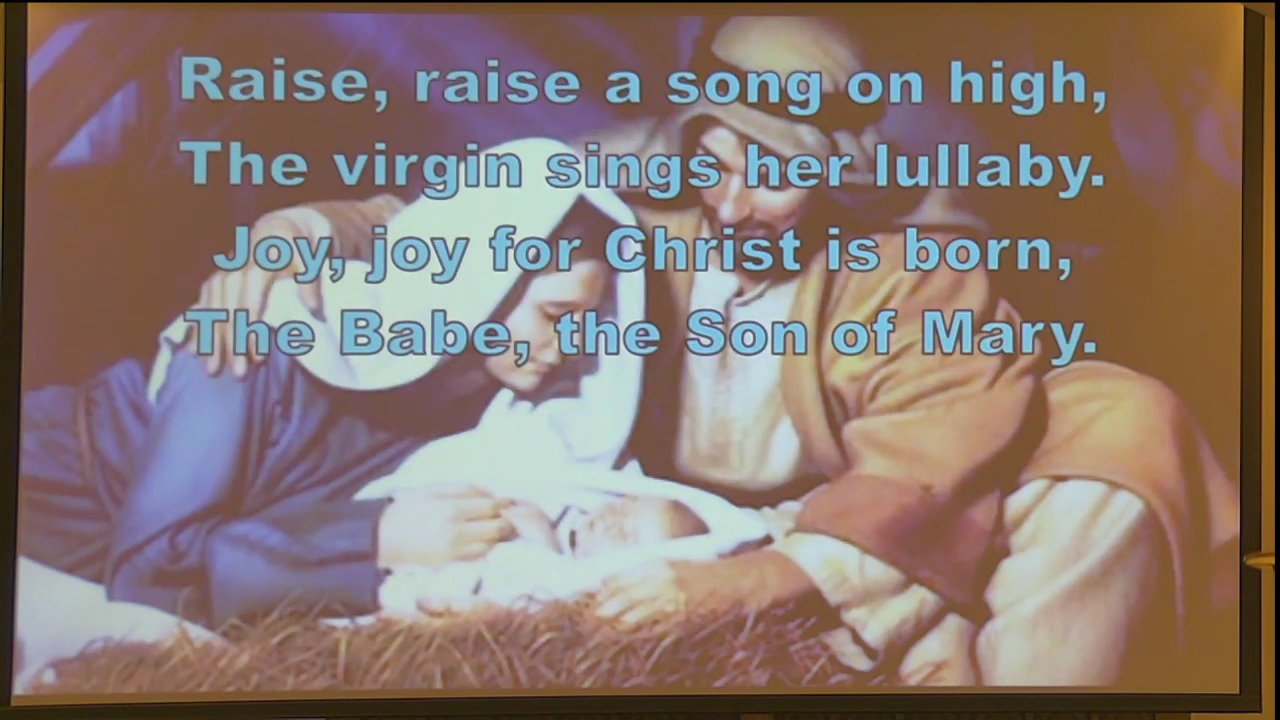 Raise, raise a song on high,
The virgin sings her lullaby.
Joy, joy for Christ is born,
The Babe, the Son of Mary.